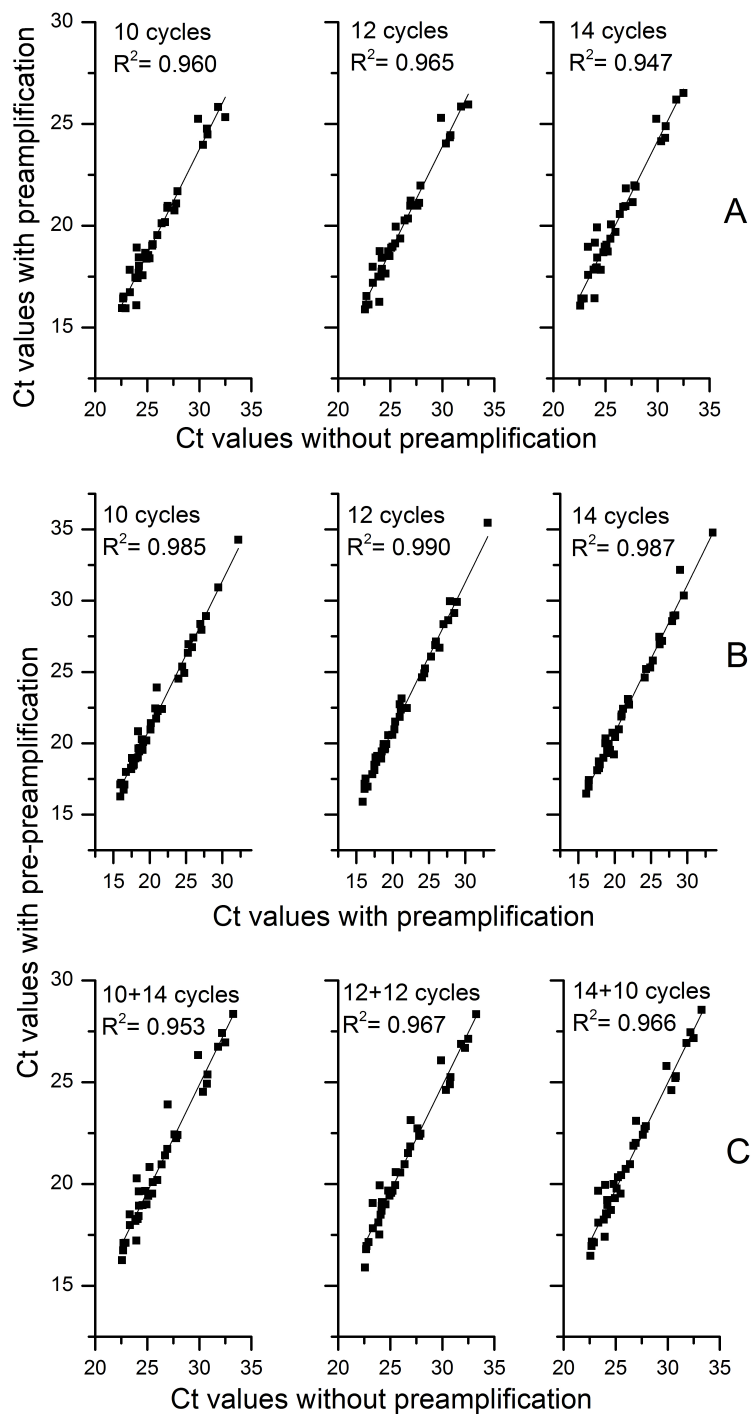 10 cycles
R²= 0.960
12 cycles
R²= 0.965
14 cycles
R²= 0.947
30
25
20
15
Ct values with preamplification
A
20 25 30 35
20 25 30 35
20 25 30 35
Ct values without preamplification
10 cycles
R²= 0.985
12 cycles
R²= 0.990
14 cycles
R²= 0.987
35
30
25
20
15
Ct values with pre-preamplification
B
15 20 25 30
15 20 25 30
15 20 25 30
Ct values with preamplification
10+14 cycles
R²= 0.953
12+12 cycles
R²= 0.967
14+10 cycles
R²= 0.966
30
25
20
15
C
20 25 30 35
20 25 30 35
20 25 30 35
Ct values without preamplification